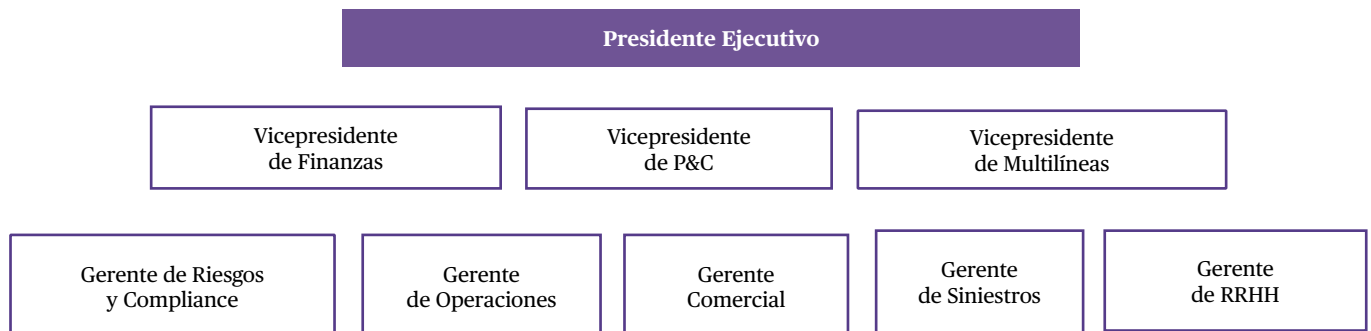 Presidente Ejecutivo
Vicepresidente
de Finanzas
Vicepresidente
de P&C
Vicepresidente
de Multilíneas
Gerente de Riesgos
y Compliance
Gerente
de Operaciones
Gerente
Comercial
Gerente
de Siniestros
Gerente
de RRHH